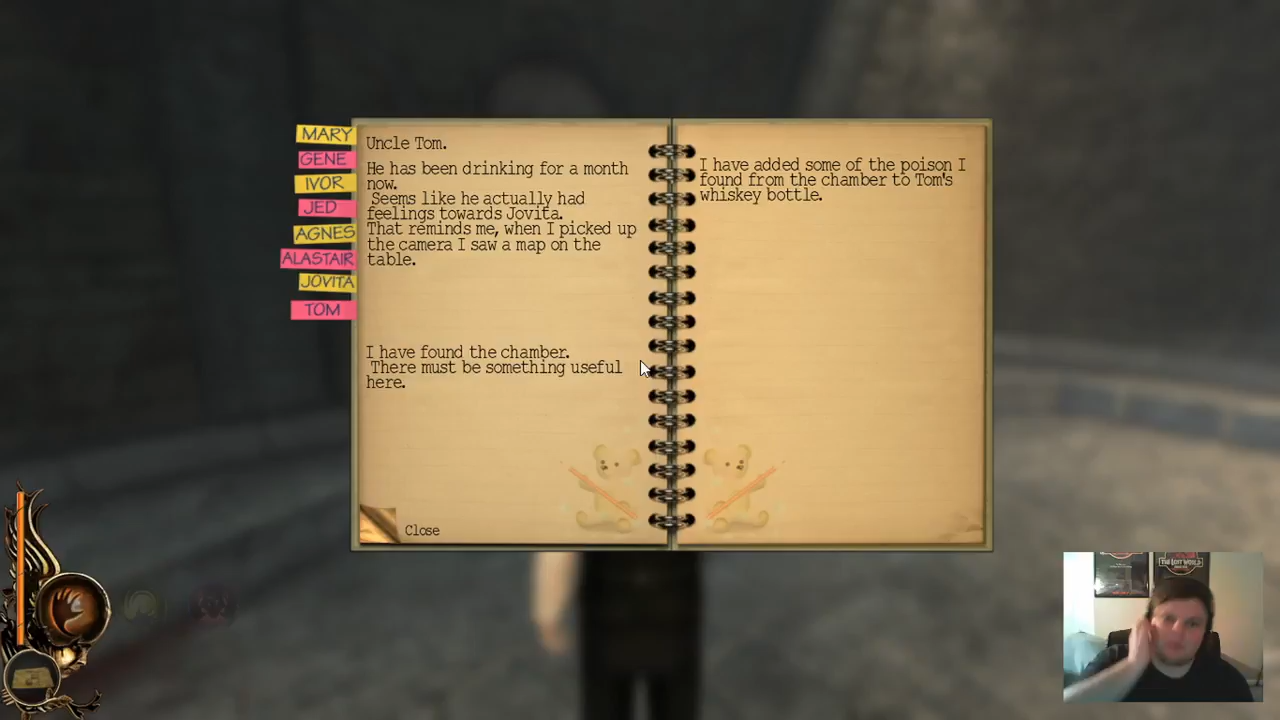 MARY
GENE
IVOR
JED
AGNES
ALASTAIR
JOVITA
TOM
Uncle Tom.
He has been drinking for a month
now.
Seems like he actually had
feelings towards Jovita.
That reminds me, when I picked up
the camera I saw a map on the
table.
I have found the chamber.
There must be something useful
here.
Close
I have added some of the poison I
found from the chamber to Tom's
whiskey bottle.
THE LOST WORLD